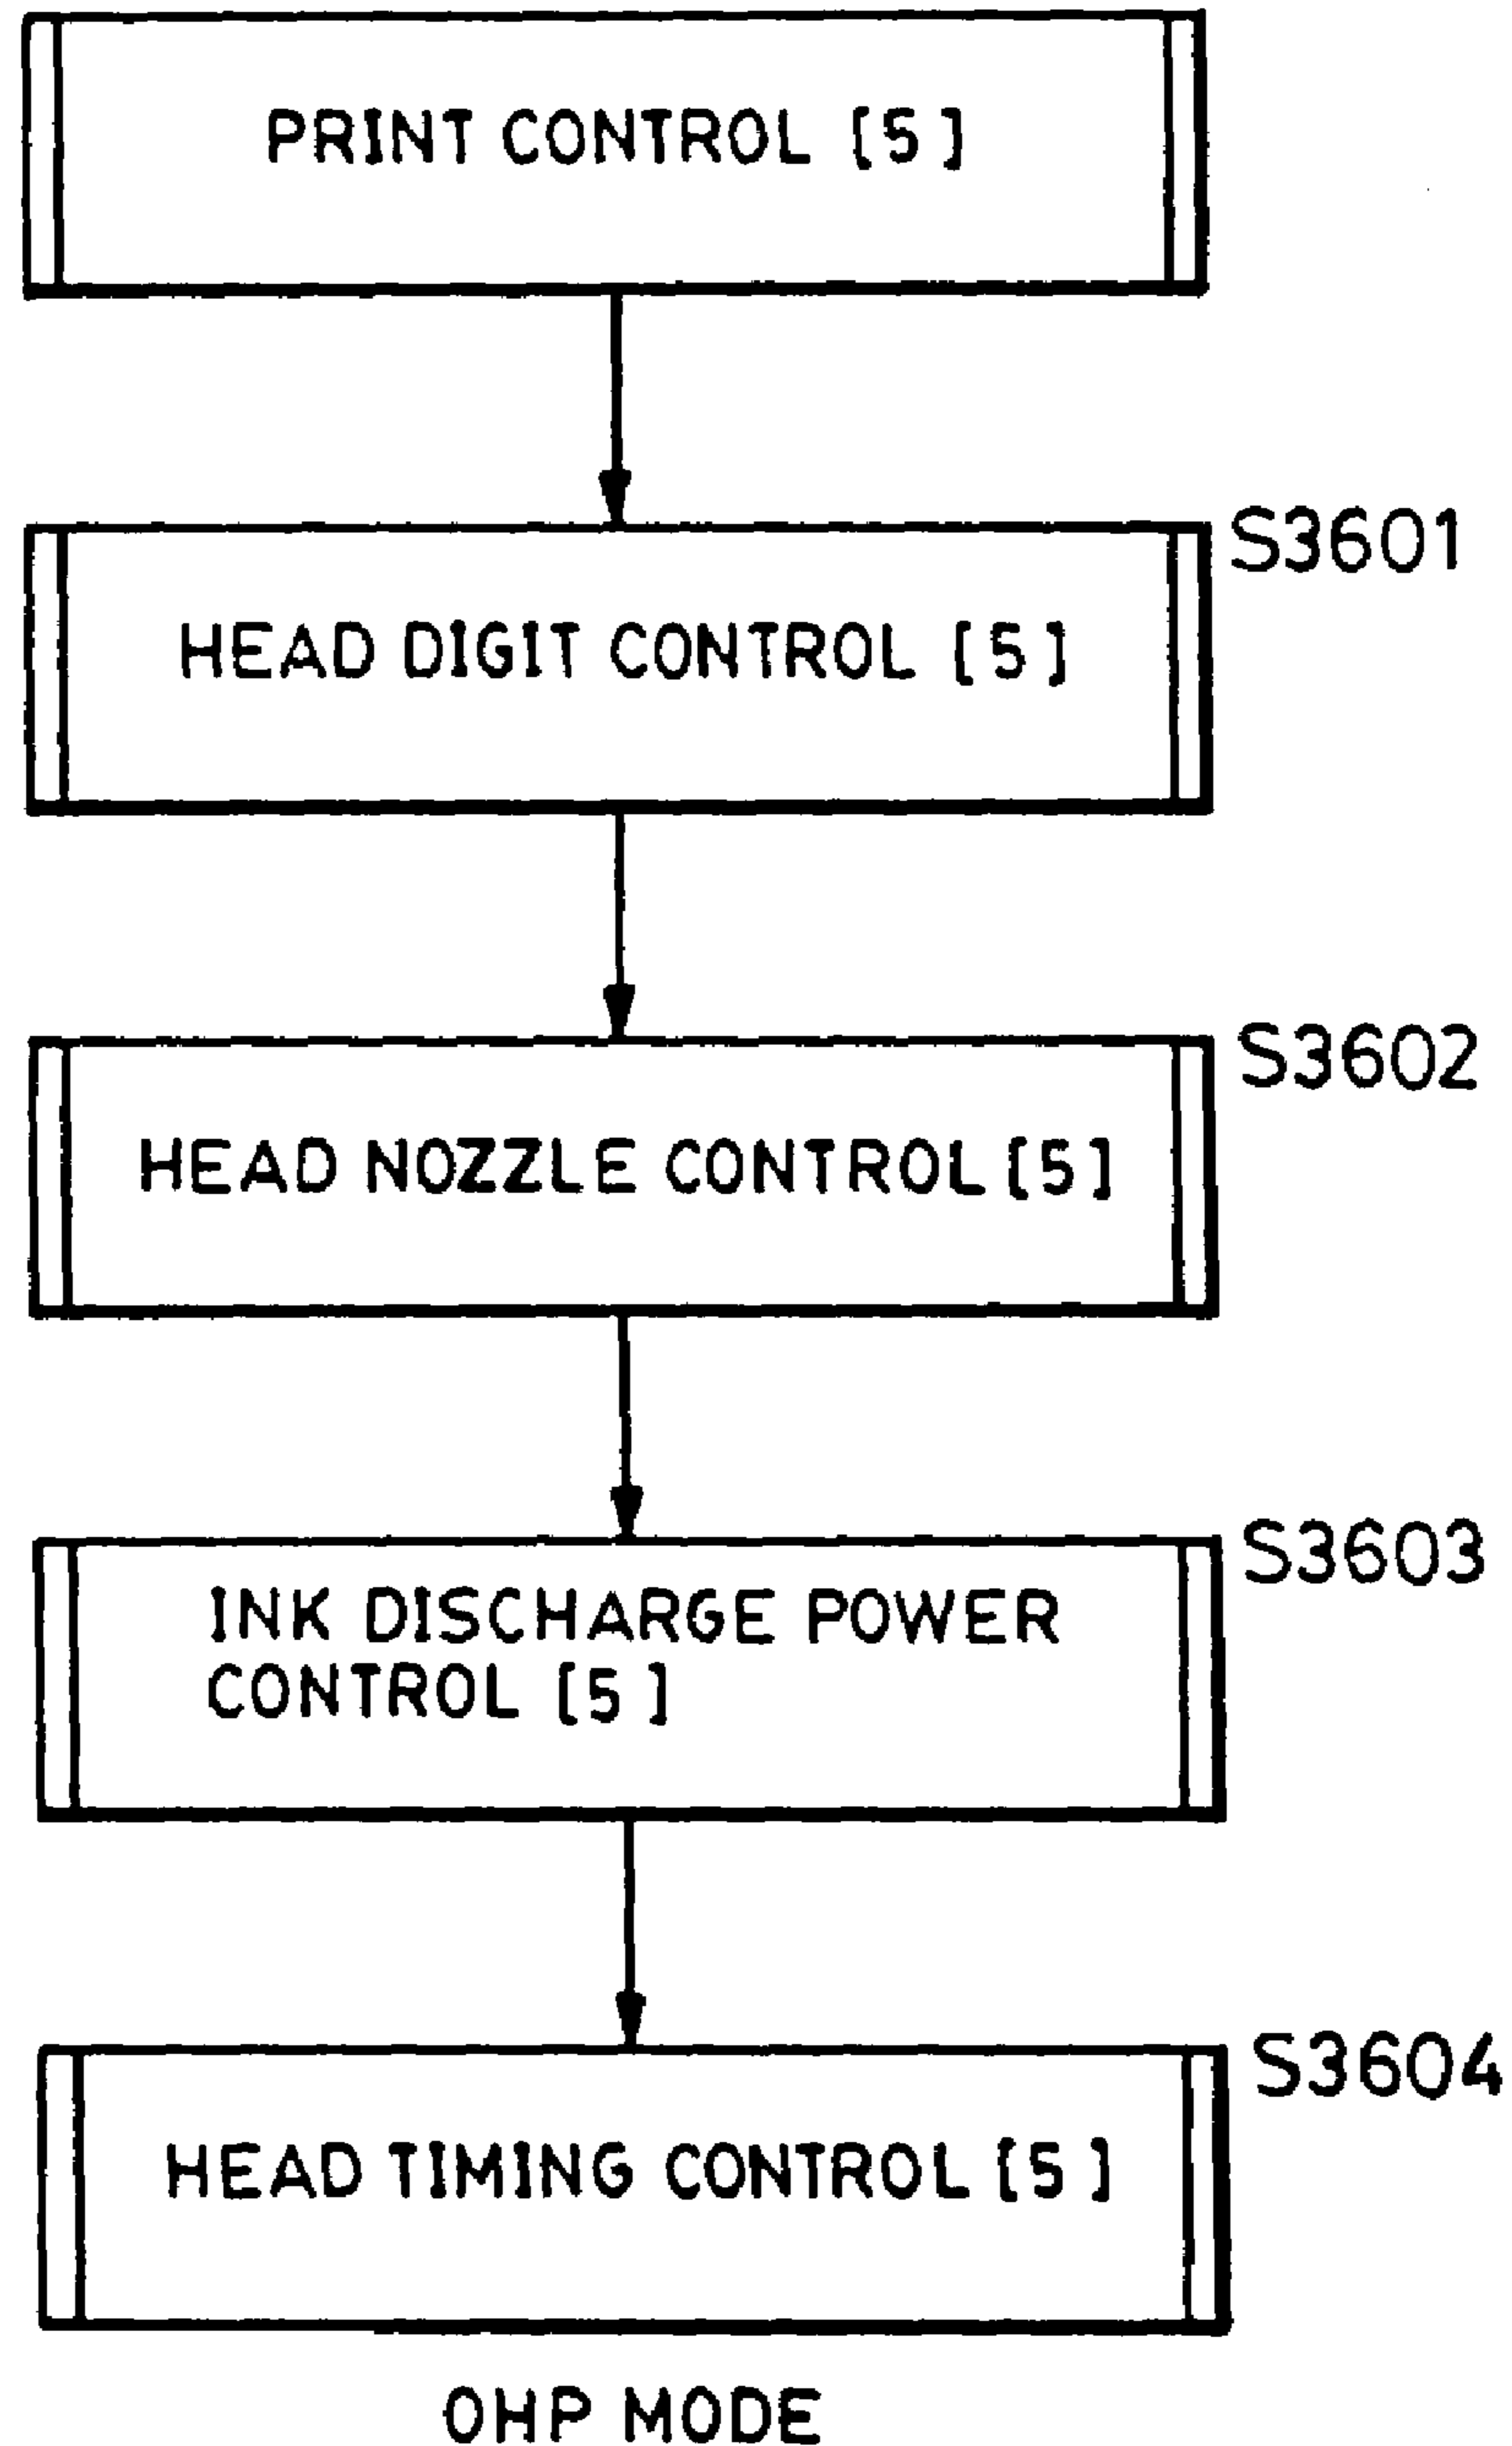 PRINT CONTROL [5]
S3601
HEAD DIGIT CONTROL [5]
S3602
HEAD NOZZLE CONTROL [5]
S3603
INK DISCHARGE POWER
CONTROL [5]
S3604
HEAD TIMING CONTROL [5]
OHP MODE